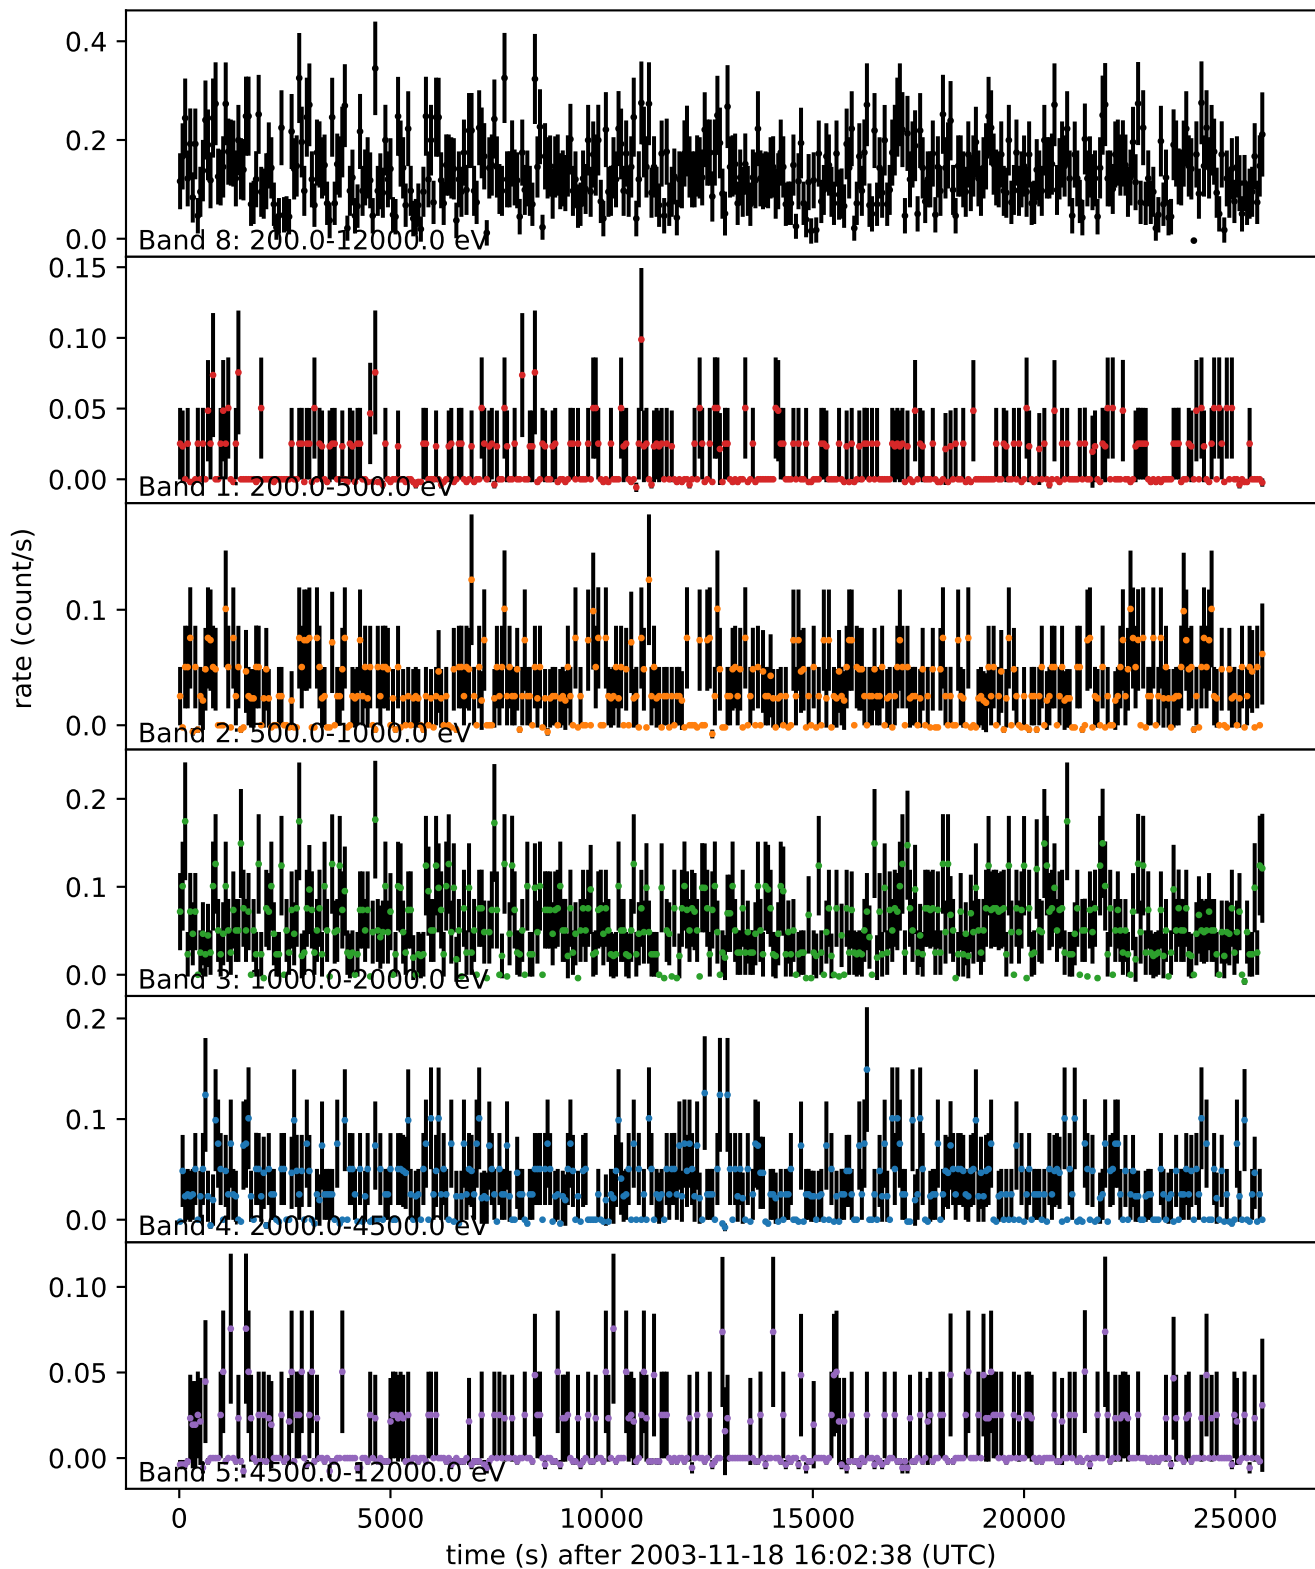 0.4
0.2
0.0
Band 8: 200.0-12000.0 eV
0.15
0.10
0.05
0.00
Band 1: 200.0-500.0 eV
rate (count/s)
0.1
0.0
Band 2: 500.0-1000.0 eV
0.2
0.1
0.0
Band 3: 1000.0-2000.0 eV
0.2
0.1
0.0
Band 4: 2000.0-4500.0 eV
0.10
0.05
0.00
Band 5: 4500.0-12000.0 eV
0 5000 10000 15000 20000 25000
time (s) after 2003-11-18 16:02:38 (UTC)